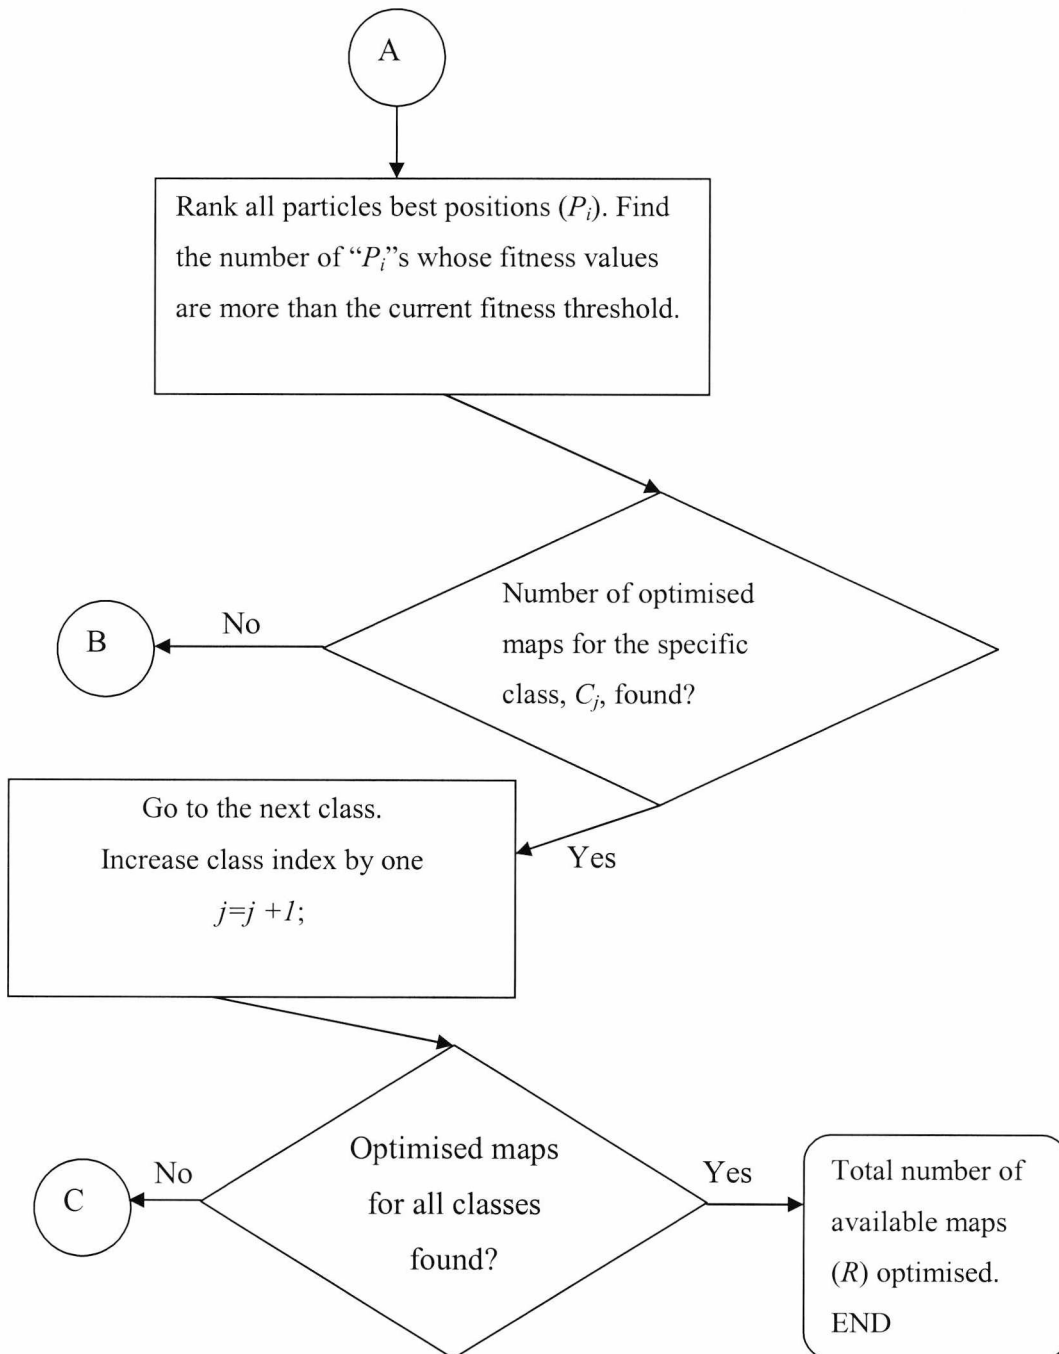 A
Rank all particles best positions (Pi). Find
the number of “Pi”s whose fitness values
are more than the current fitness threshold.
Number of optimised
maps for the specific
class, Cj, found?
No
B
Yes
Go to the next class.
Increase class index by one
j=j +1;
Optimised maps
for all classes
found?
No
C
Yes
Total number of
available maps
(R) optimised.
END